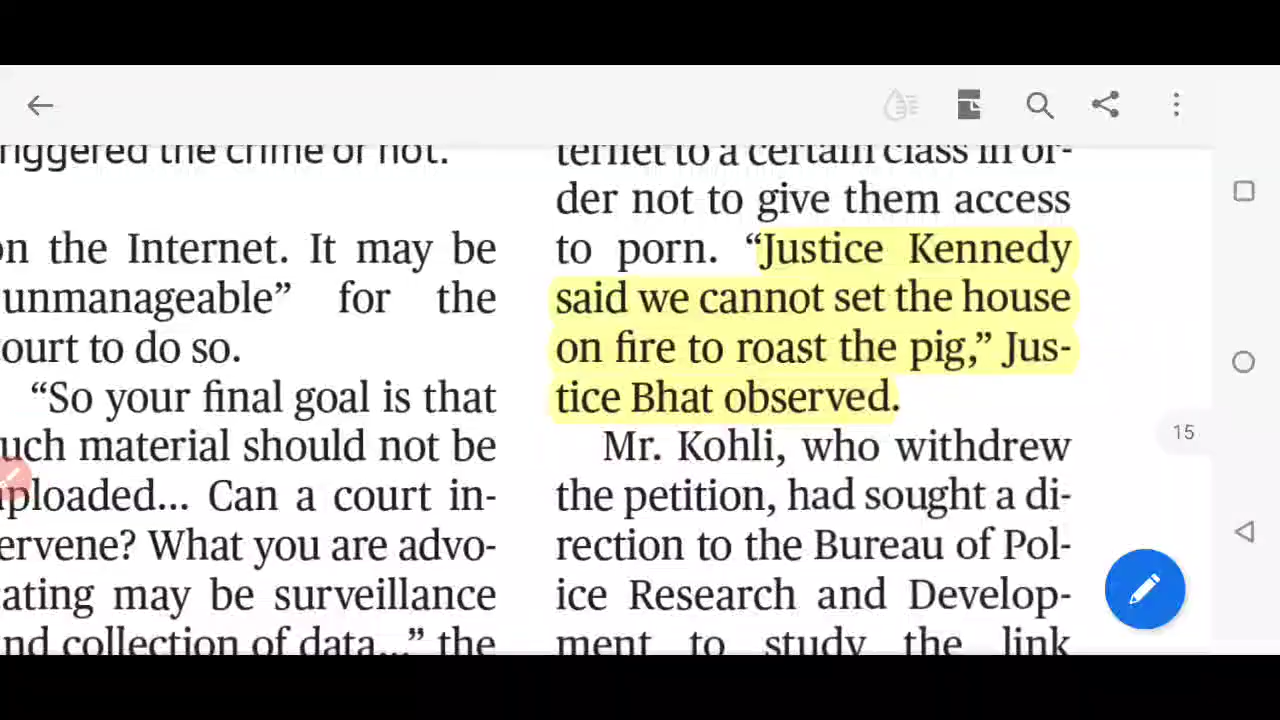 riggered the crime or not.
on the Internet. It may be
unmanageable” for the
ourt to do so.
“So your final goal is that
uch material should not be
ploaded... Can a court in-
ervene? What you are advo-
ating may be surveillance
nd collection of data...” the
ternet to a certain class in or-
der not to give them access
to porn. “Justice Kennedy
said we cannot set the house
on fire to roast the pig,” Jus-
tice Bhat observed.
Mr. Kohli, who withdrew
the petition, had sought a di-
rection to the Bureau of Pol-
ice Research and Develop-
ment to study the link
15